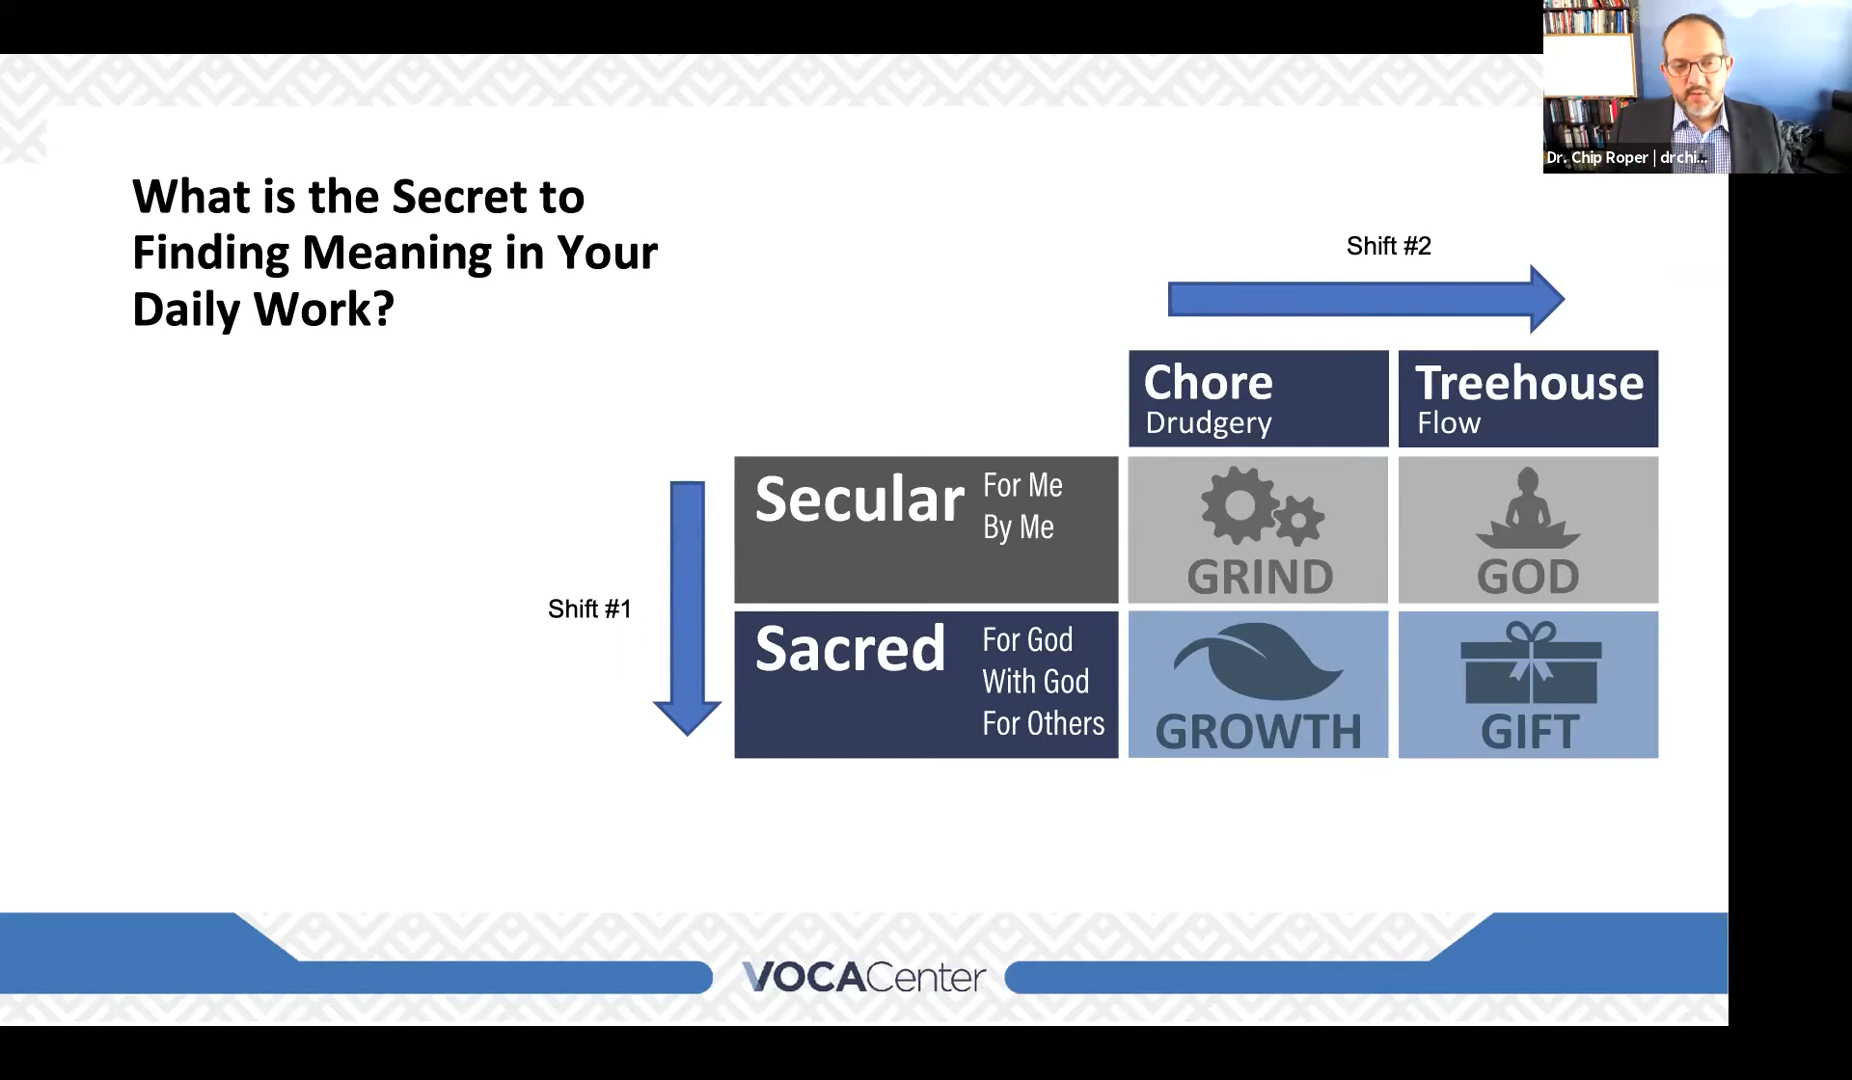 Dr. Chip Roper | drchi...
What is the Secret to
Finding Meaning in Your
Daily Work?
Shift #2
Chore
Drudgery
Treehouse
Flow
Shift #1
Secular
For Me
By Me
GRIND
GOD
Sacred
For God
With God
For Others
GROWTH
GIFT
VOCACenter